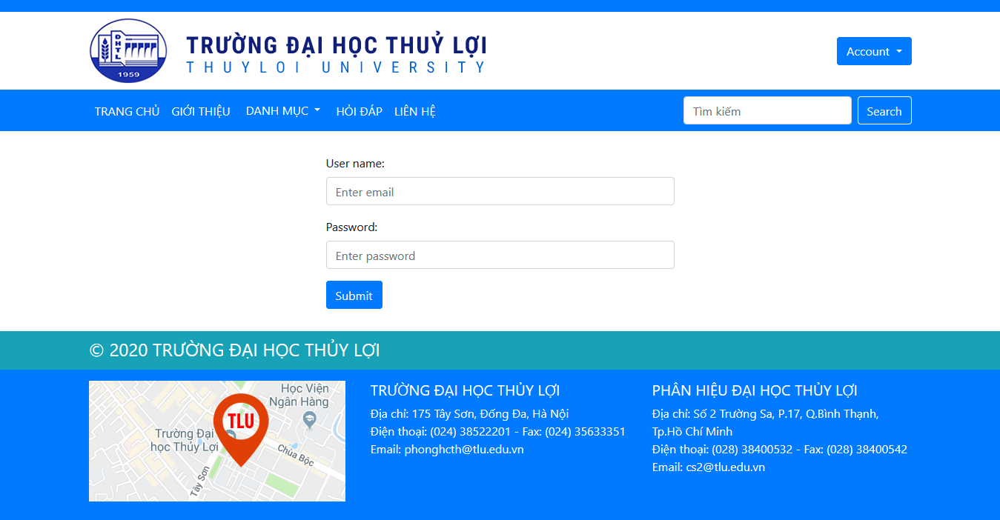 ĐHTL
1959
TRƯỜNG ĐẠI HỌC THUỶ LỢI
THUYLOI UNIVERSITY
Account
TRANG CHỦ GIỚI THIỆU DANH MỤC HỎI ĐÁP LIÊN HỆ Tìm kiếm Search
User name:
Enter email
Password:
Enter password
Submit
© 2020 TRƯỜNG ĐẠI HỌC THỦY LỢI
Học Viện
Ngân Hàng
TLU
Trường Đại
học Thủy Lợi
Chùa Bộc
Tây Sơn
TRƯỜNG ĐẠI HỌC THỦY LỢI
Địa chỉ: 175 Tây Sơn, Đống Đa, Hà Nội
Điện thoại: (024) 38522201 - Fax: (024) 35633351
Email: phonghcth@tlu.edu.vn
PHÂN HIỆU ĐẠI HỌC THỦY LỢI
Địa chỉ: Số 2 Trường Sa, P.17, Q.Bình Thạnh,
Tp.Hồ Chí Minh
Điện thoại: (028) 38400532 - Fax: (028) 38400542
Email: cs2@tlu.edu.vn